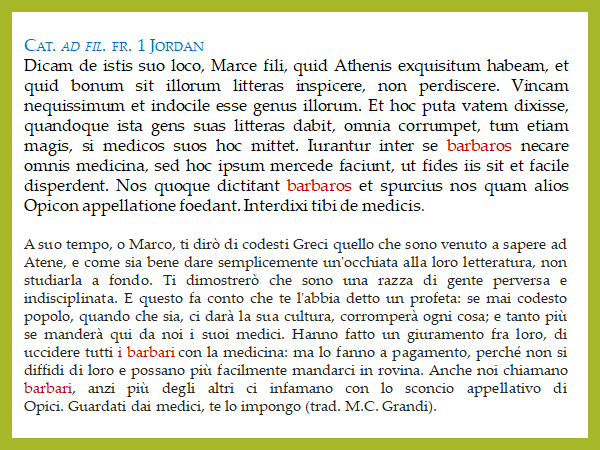 CAT. AD FIL. FR. 1 JORDAN
Dicam de istis suo loco, Marce fili, quid Athenis exquisitum habeam, et
quid bonum sit illorum litteras inspicere, non perdiscere. Vincam
nequissimum et indocile esse genus illorum. Et hoc puta vatem dixisse,
quandoque ista gens suas litteras dabit, omnia corrumpet, tum etiam
magis, si medicos suos hoc mittet. Iurantur inter se barbaros necare
omnis medicina, sed hoc ipsum mercede faciunt, ut fides iis sit et facile
disperdent. Nos quoque dictitant barbaros et spurcius nos quam alios
Opicon appellatione foedant. Interdixi tibi de medicis.
A suo tempo, o Marco, ti dirò di codesti Greci quello che sono venuto a sapere ad
Atene, e come sia bene dare semplicemente un'occhiata alla loro letteratura, non
studiarla a fondo. Ti dimostrerò che sono una razza di gente perversa e
indisciplinata. E questo fa conto che te l'abbia detto un profeta: se mai codesto
popolo, quando che sia, ci darà la sua cultura, corromperà ogni cosa; e tanto più
se manderà qui da noi i suoi medici. Hanno fatto un giuramento fra loro, di
uccidere tutti i barbari con la medicina: ma lo fanno a pagamento, perché non si
diffidi di loro e possano più facilmente mandarci in rovina. Anche noi chiamano
barbari, anzi più degli altri ci infamano con lo sconcio appellativo di
Opici. Guardati dai medici, te lo impongo (trad. M.C. Grandi).